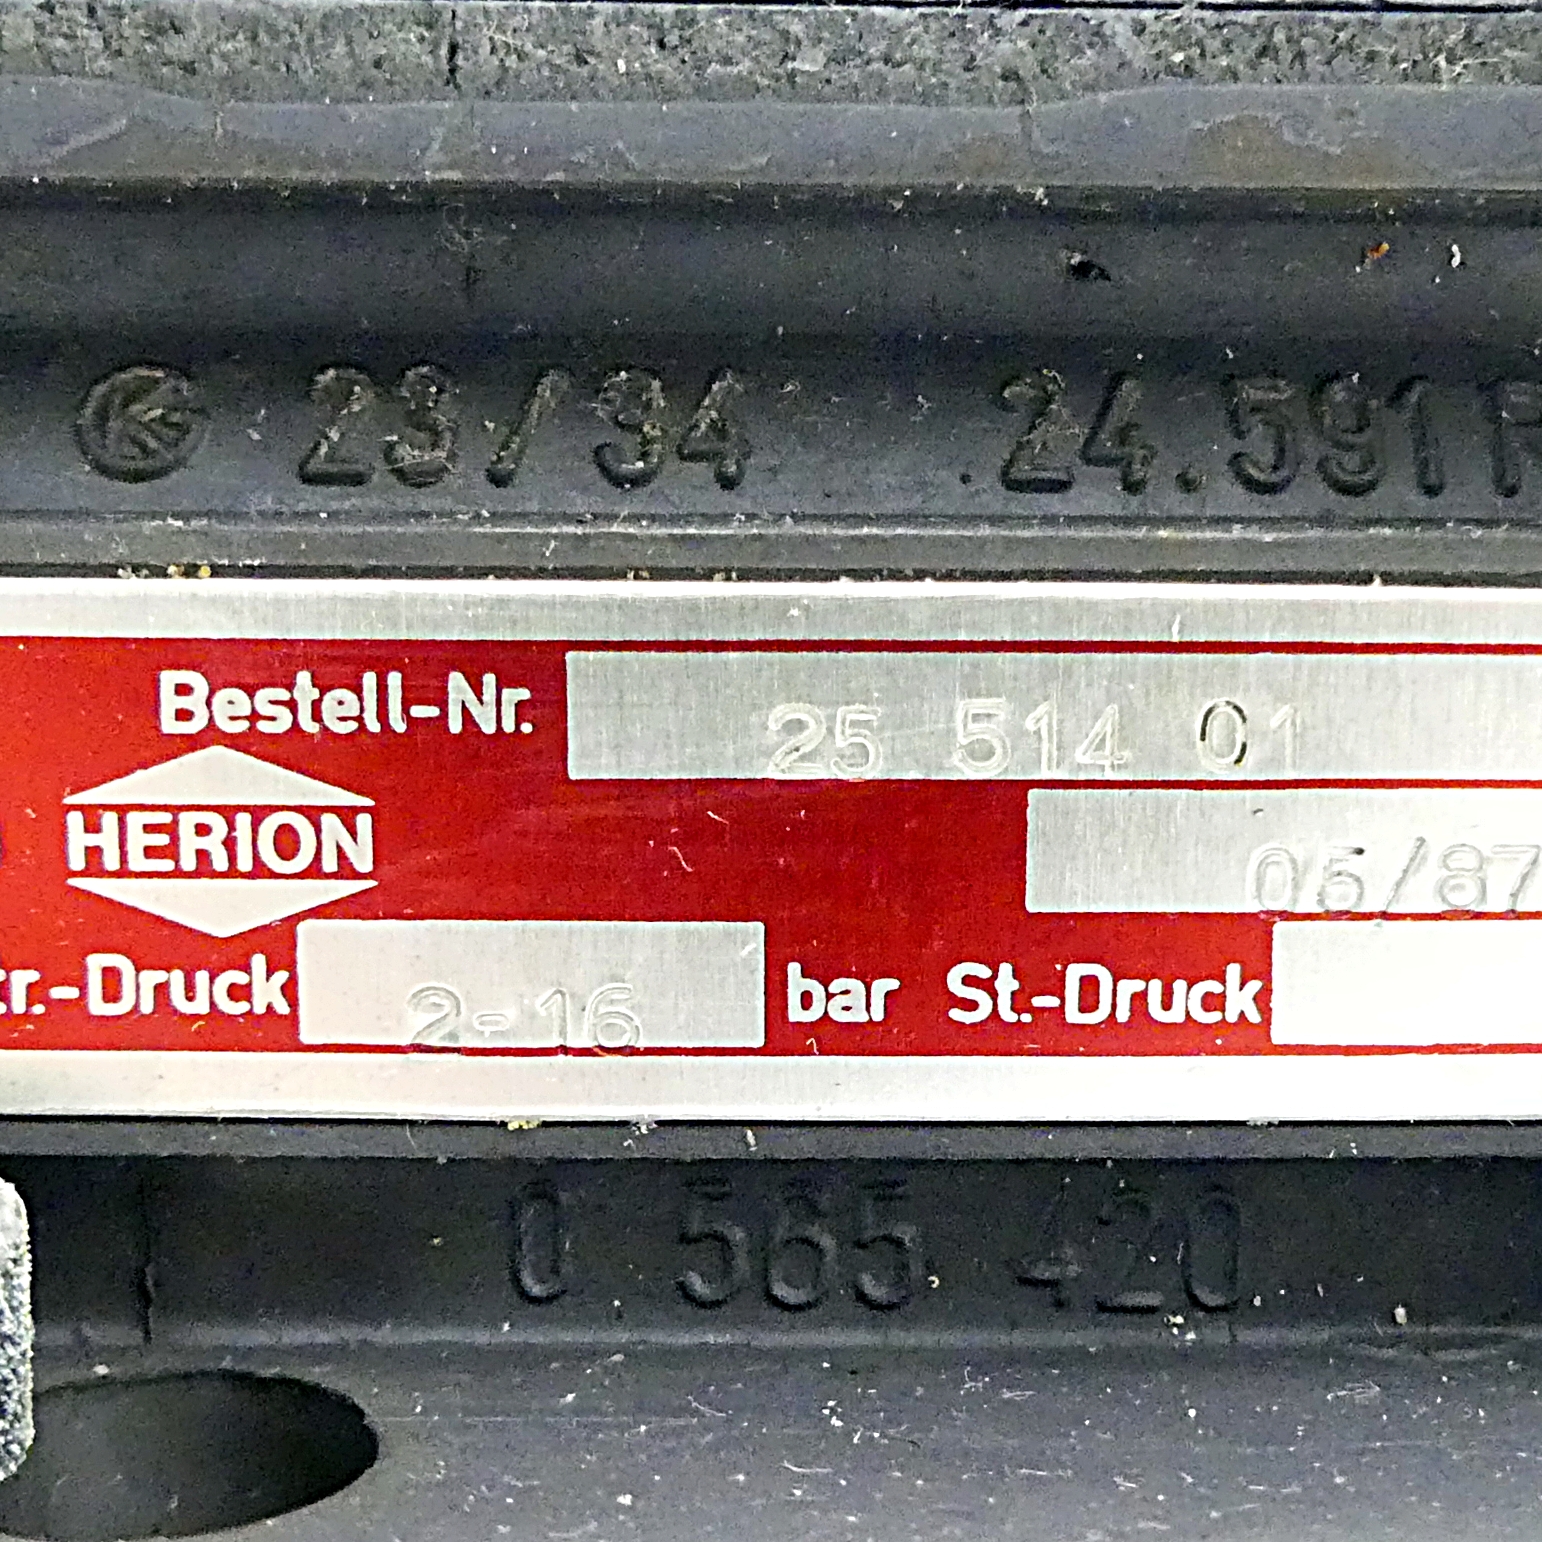 23/34 .24.591
Bestell-Nr. 25 514 01
HERION
05/87
tr.-Druck 2-16 bar St.-Druck
0 565 420